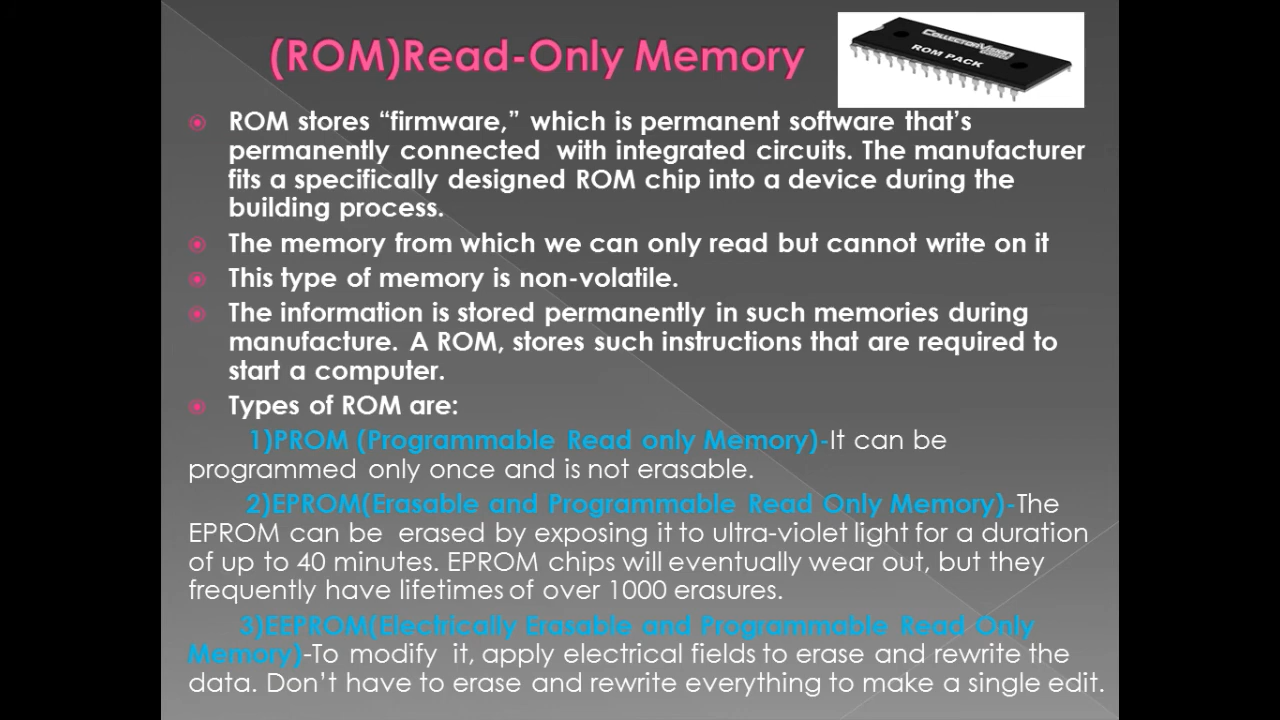 (ROM)Read-Only Memory
COLLECTORVISION
ROM PACK
ROM stores “firmware,” which is permanent software that’s
permanently connected with integrated circuits. The manufacturer
fits a specifically designed ROM chip into a device during the
building process.
The memory from which we can only read but cannot write on it
This type of memory is non-volatile.
The information is stored permanently in such memories during
manufacture. A ROM, stores such instructions that are required to
start a computer.
Types of ROM are:
1)PROM (Programmable Read only Memory)-It can be
programmed only once and is not erasable.
2)EPROM(Erasable and Programmable Read Only Memory)-The
EPROM can be erased by exposing it to ultra-violet light for a duration
of up to 40 minutes. EPROM chips will eventually wear out, but they
frequently have lifetimes of over 1000 erasures.
3)EEPROM(Electrically Erasable and Programmable Read Only
Memory)-To modify it, apply electrical fields to erase and rewrite the
data. Don’t have to erase and rewrite everything to make a single edit.